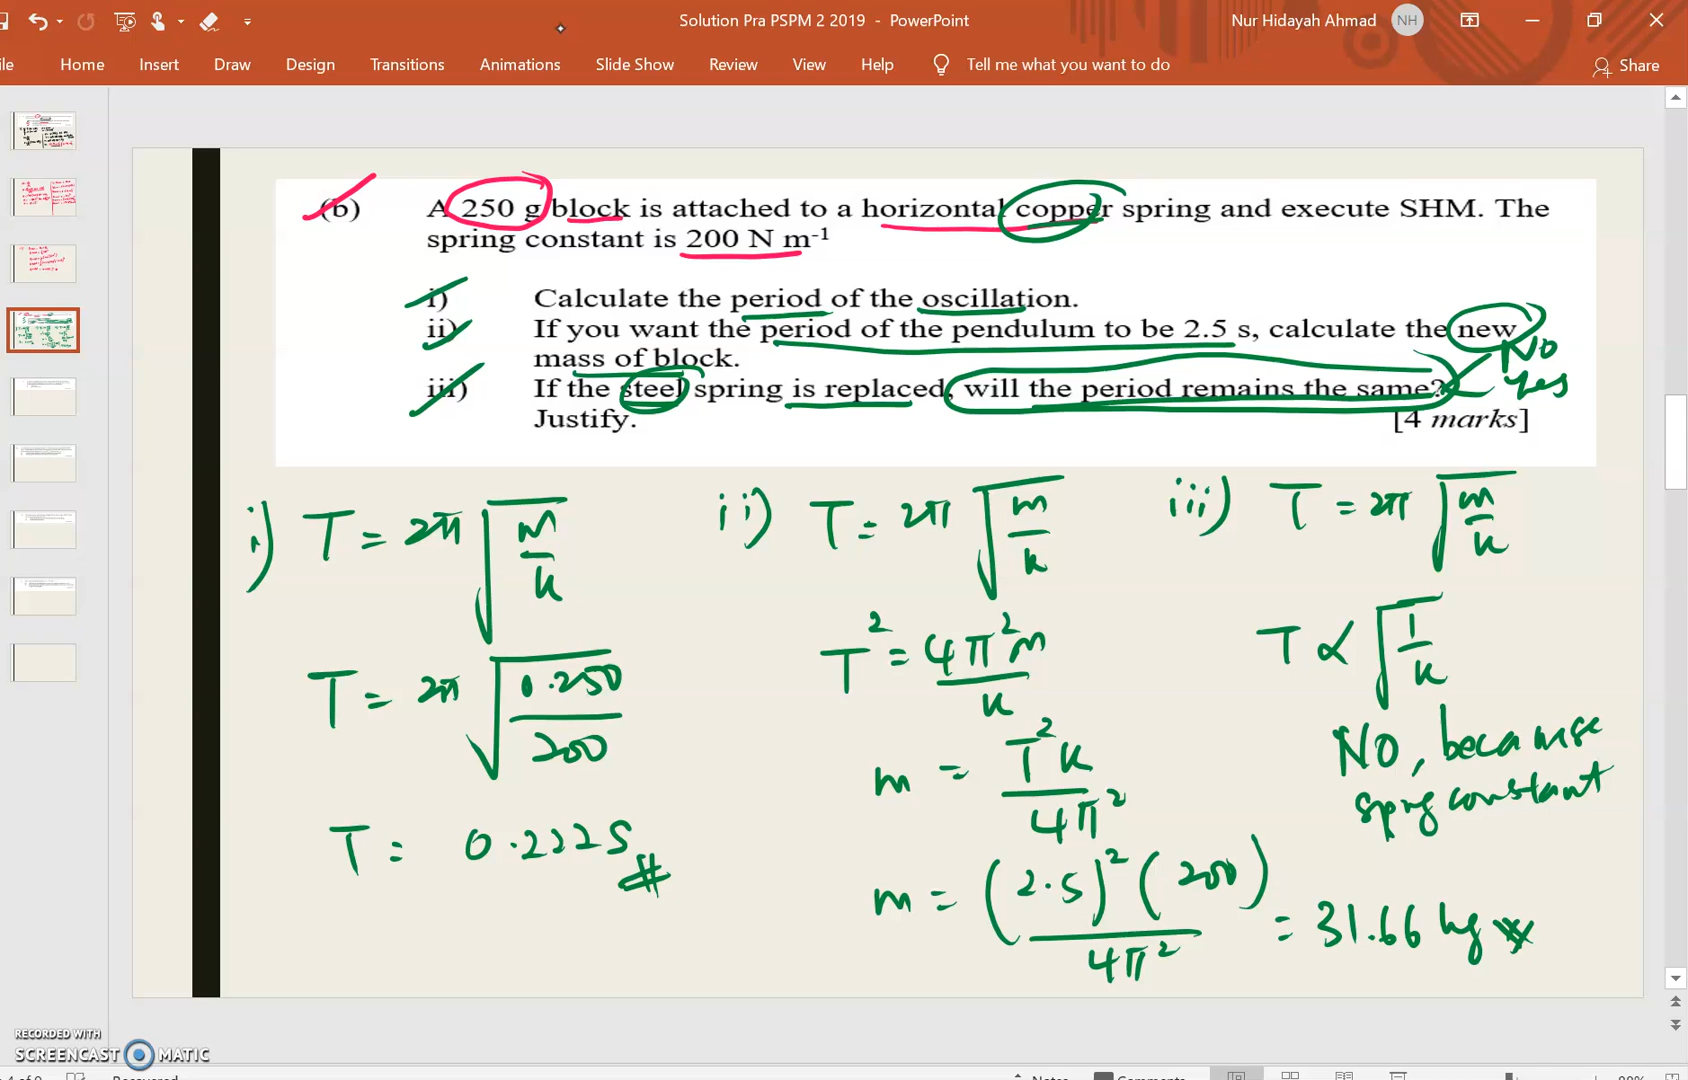 Solution Pra PSPM 2 2019 - PowerPoint
Nur Hidayah Ahmad
NH
Home Insert Draw Design Transitions Animations Slide Show Review View Help Tell me what you want to do
Share
(b) A 250 g block is attached to a horizontal copper spring and execute SHM. The
spring constant is 200 N m⁻¹
i) Calculate the period of the oscillation.
ii) If you want the period of the pendulum to be 2.5 s, calculate the new
mass of block.
No
iii) If the steel spring is replaced, will the period remains the same?
Yes
Justify. [4 marks]
i) T = 2π √(m/k)
T = 2π √(0.250/200)
T = 0.222 s #
ii) T = 2π √(m/k)
T² = 4π²m/k
m = T²k/4π²
m = (2.5)²(200)/4π² = 31.66 kg
iii) T = 2π √(m/k)
T ∝ √(1/k)
NO, because
sprg constant
RECORDED WITH
SCREENCAST MATIC